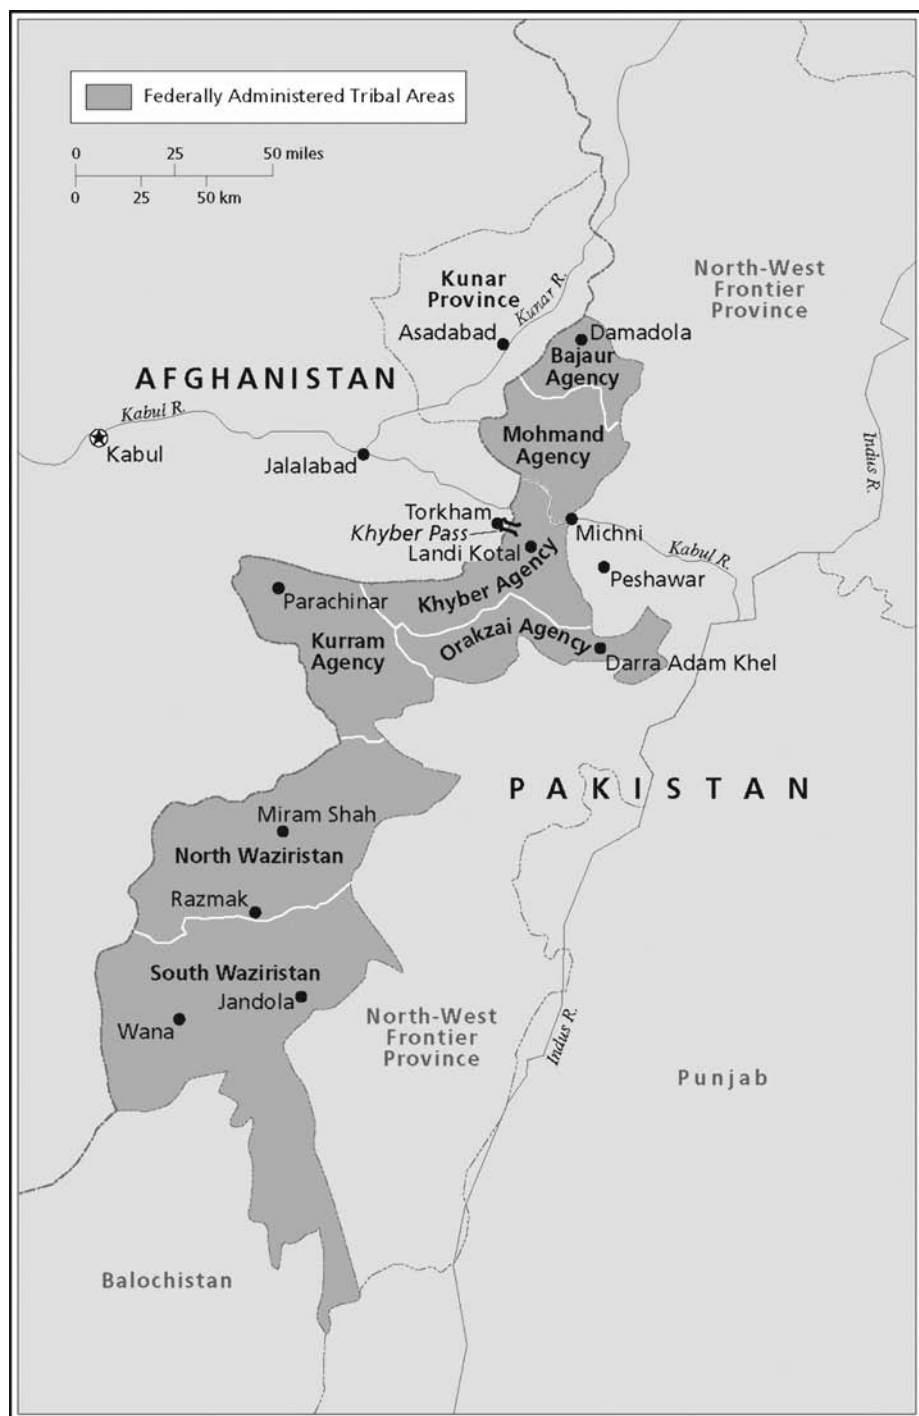 Federally Administered Tribal Areas
0 25 50 miles
0 25 50 km
North-West
Frontier
Province
Kunar
Province
Kunar R.
Asadabad
Damadola
Bajaur
Agency
AFGHANISTAN
Kabul R.
Kabul
Jalalabad
Mohmand
Agency
Indus R.
Torkham
Khyber Pass
Landi Kotal
Michni
Kabul R.
Peshawar
Khyber Agency
Parachinar
Kurram
Agency
Orakzai Agency
Darra Adam Khel
PAKISTAN
Miram Shah
North Waziristan
Razmak
South Waziristan
Jandola
Wana
North-West
Frontier
Province
Indus R.
Punjab
Balochistan